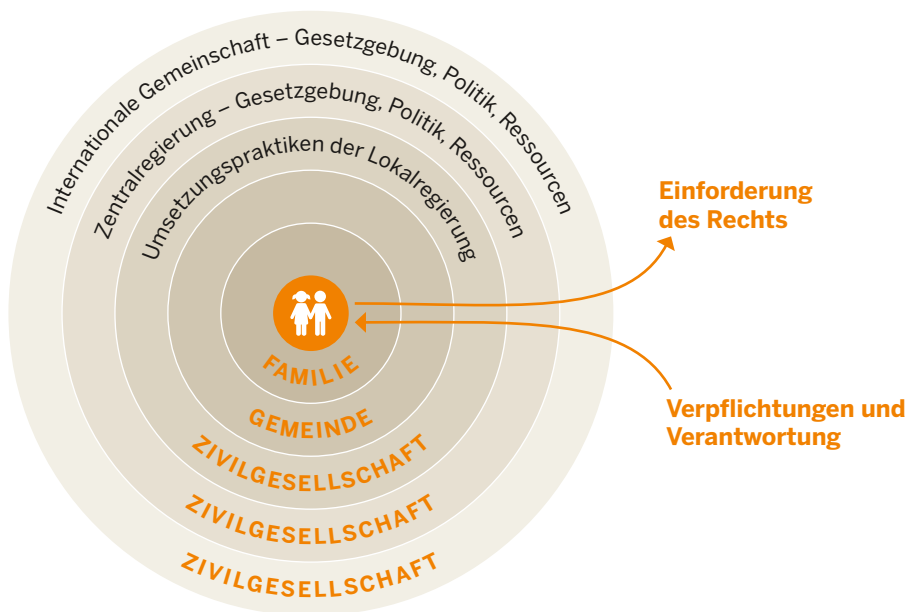 Internationale Gemeinschaft – Gesetzgebung, Politik, Ressourcen
Zentralregierung – Gesetzgebung, Politik, Ressourcen
Umsetzungspraktiken der Lokalregierung
Einforderung
des Rechts
FAMILIE
GEMEINDE
Verpflichtungen und
Verantwortung
ZIVILGESELLSCHAFT
ZIVILGESELLSCHAFT
ZIVILGESELLSCHAFT